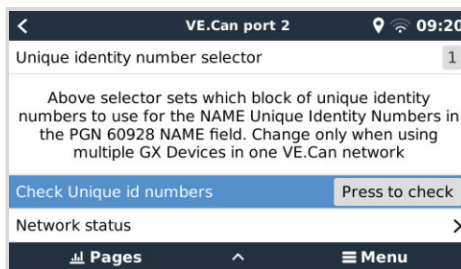 VE.Can port 2
09:20
Unique identity number selector
1
Above selector sets which block of unique identity
numbers to use for the NAME Unique Identity Numbers in
the PGN 60928 NAME field. Change only when using
multiple GX Devices in one VE.Can network
Check Unique id numbers
Press to check
Network status
Pages
Menu